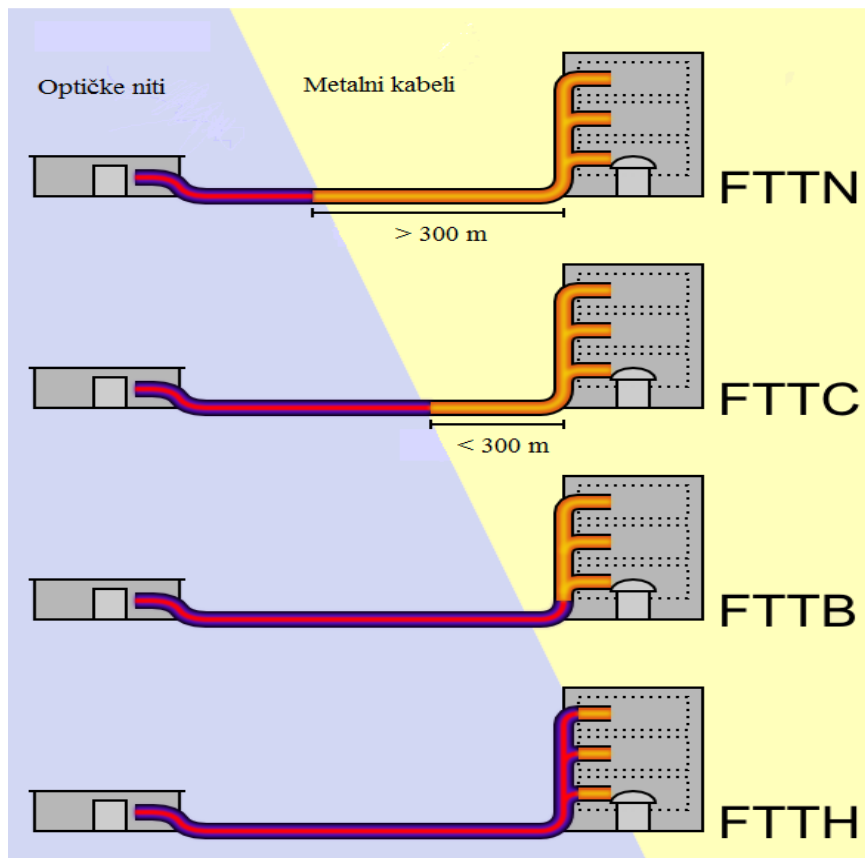 Optičke niti
Metalni kabeli
FTTN
> 300 m
FTTC
< 300 m
FTTB
FTTH